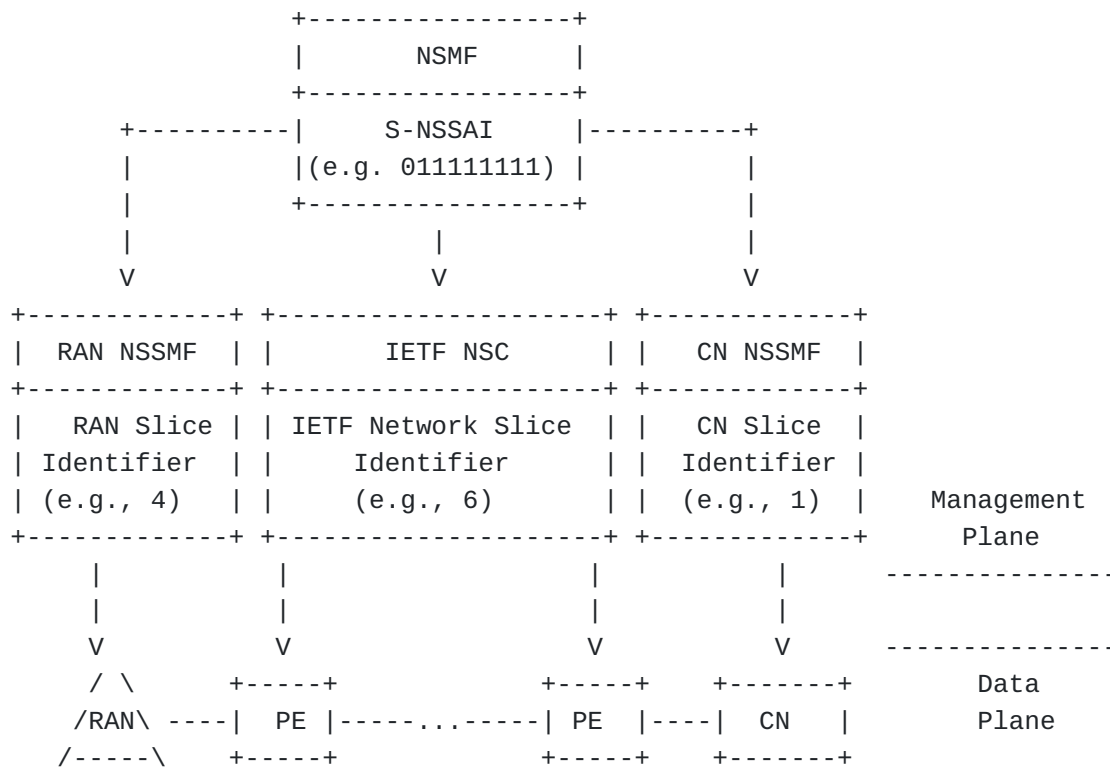 NSMF
S-NSSAI
(e.g. 011111111)
RAN NSSMF IETF NSC CN NSSMF
RAN Slice IETF Network Slice CN Slice
Identifier Identifier Identifier
(e.g., 4) (e.g., 6) (e.g., 1) Management
Plane
Data
RAN PE ... PE CN Plane